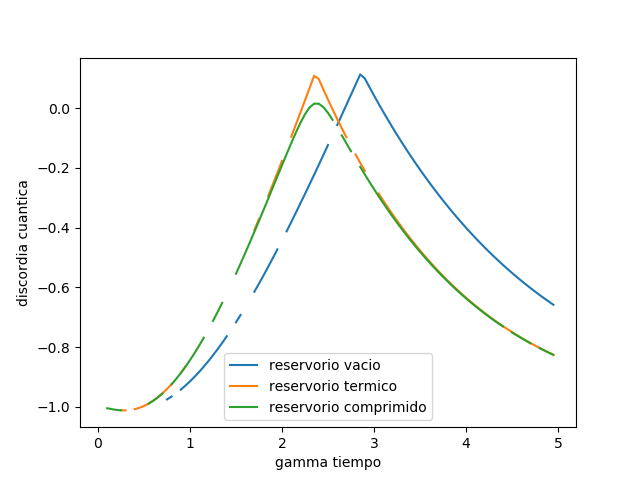 discordia cuantica
0.0
−0.2
−0.4
−0.6
−0.8
−1.0
reservorio vacio
reservorio termico
reservorio comprimido
0
1
2
3
4
5
gamma tiempo